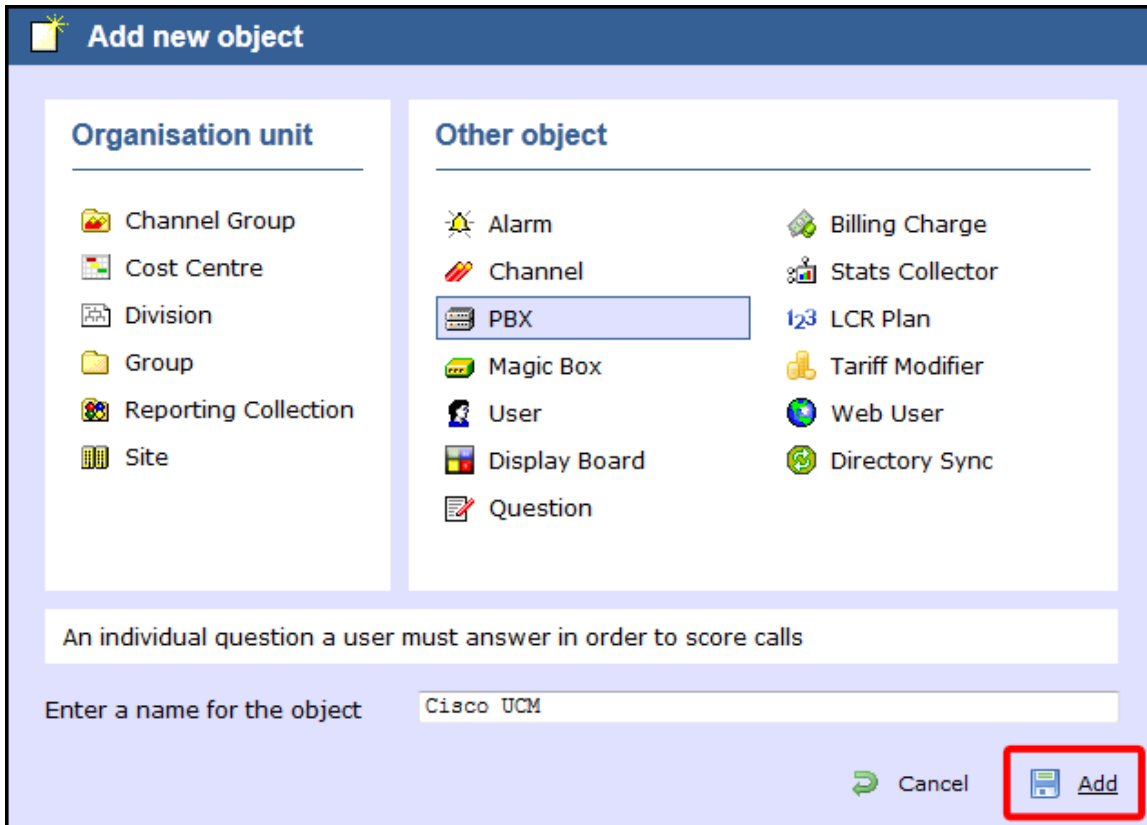 Add new object
Organisation unit
Channel Group
Cost Centre
Division
Group
Reporting Collection
Site
Other object
Alarm
Channel
PBX
Magic Box
User
Display Board
Question
Billing Charge
Stats Collector
123 LCR Plan
Tariff Modifier
Web User
Directory Sync
An individual question a user must answer in order to score calls
Enter a name for the object Cisco UCM
Cancel Add